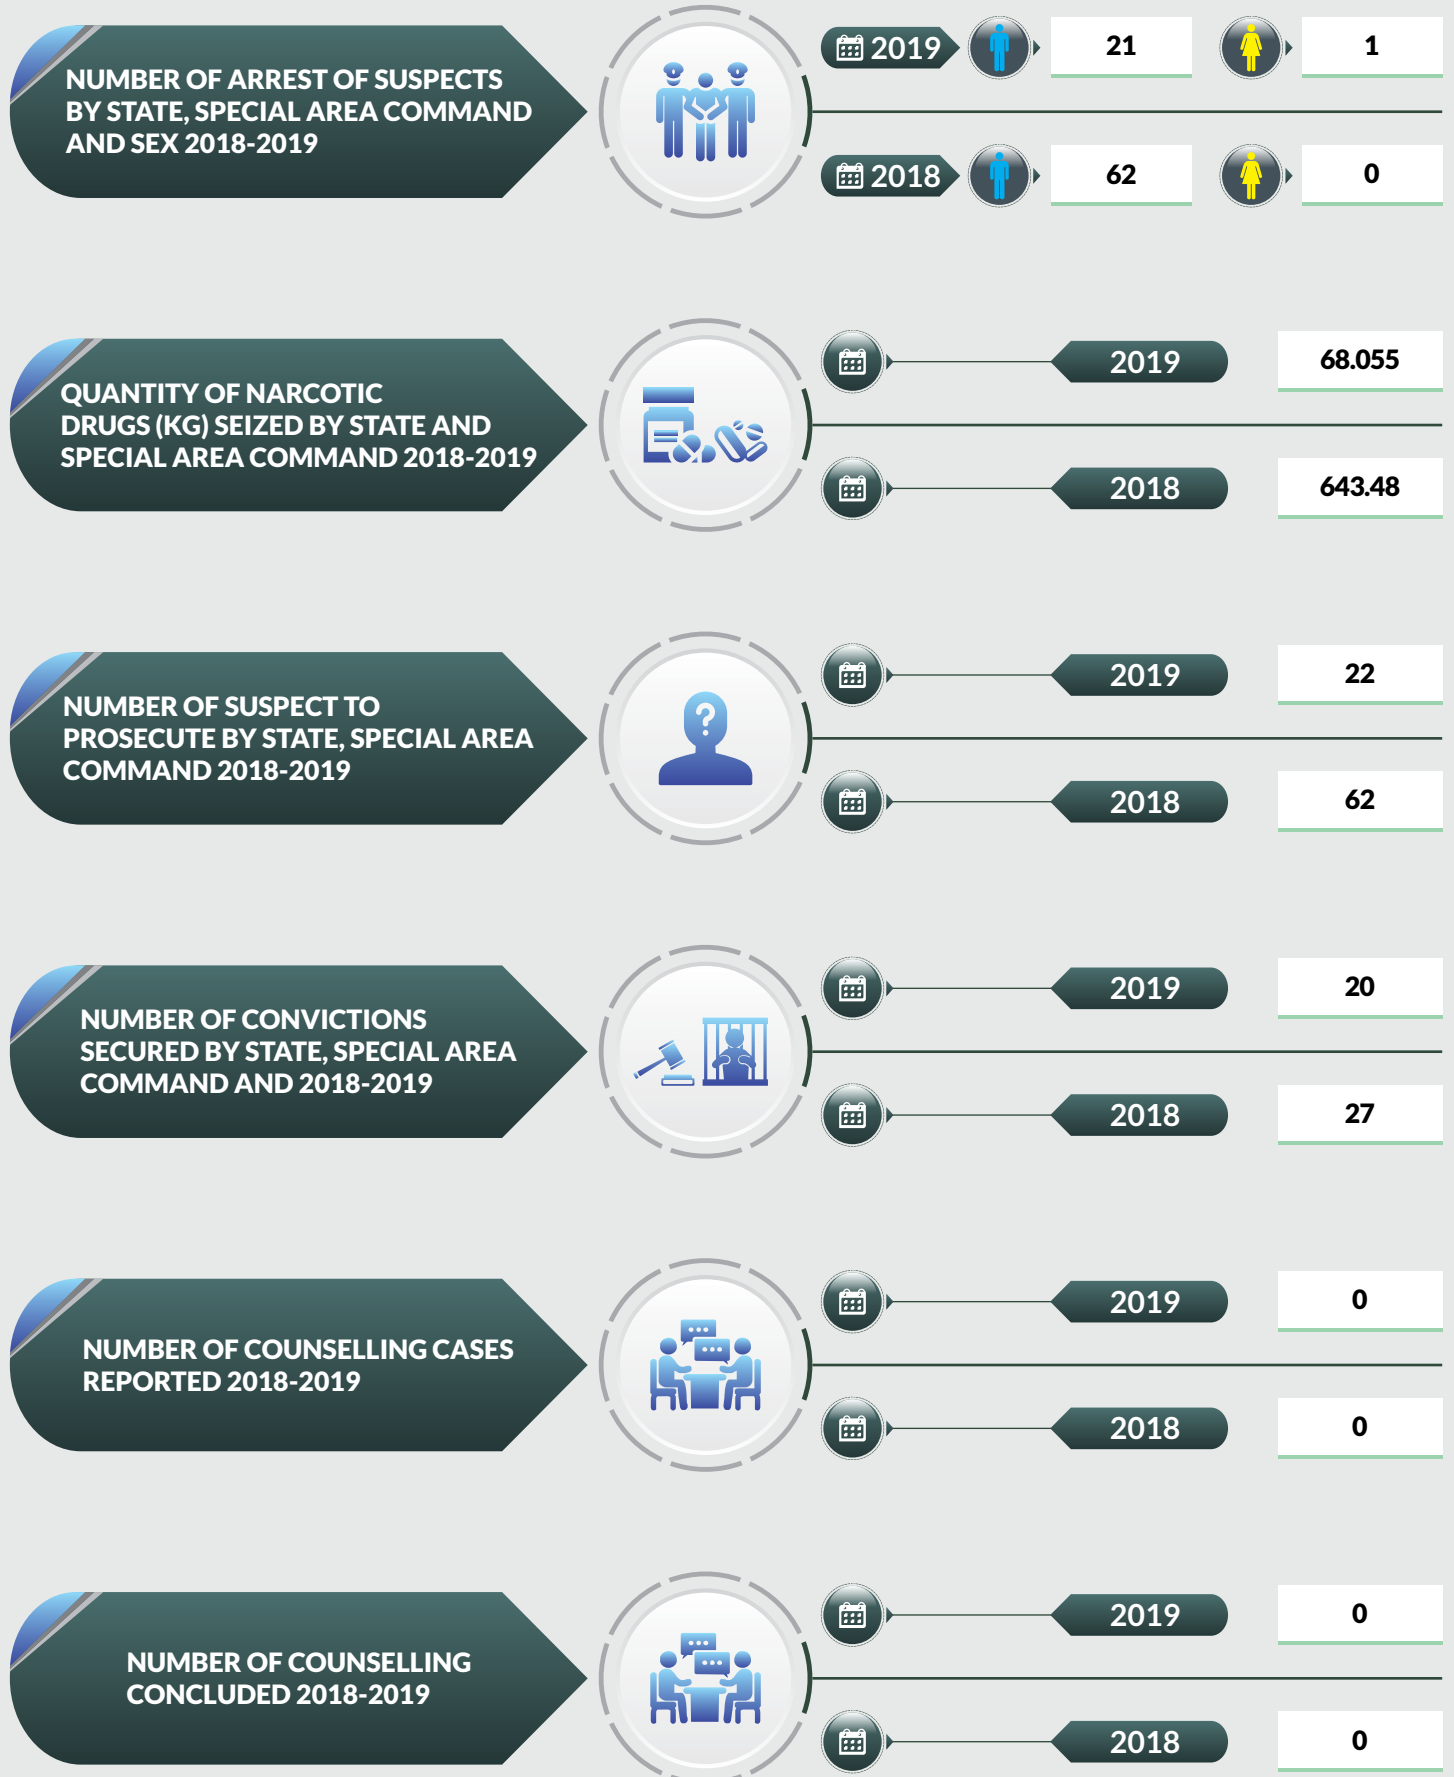 NUMBER OF ARREST OF SUSPECTS
BY STATE, SPECIAL AREA COMMAND
AND SEX 2018-2019
2019
21
1
2018
62
0
QUANTITY OF NARCOTIC
DRUGS (KG) SEIZED BY STATE AND
SPECIAL AREA COMMAND 2018-2019
2019
68.055
2018
643.48
NUMBER OF SUSPECT TO
PROSECUTE BY STATE, SPECIAL AREA
COMMAND 2018-2019
?
2019
22
2018
62
NUMBER OF CONVICTIONS
SECURED BY STATE, SPECIAL AREA
COMMAND AND 2018-2019
2019
20
2018
27
NUMBER OF COUNSELLING CASES
REPORTED 2018-2019
2019
0
2018
0
NUMBER OF COUNSELLING
CONCLUDED 2018-2019
2019
0
2018
0